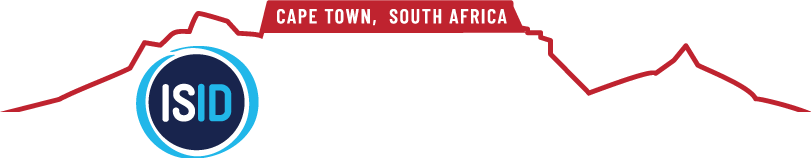 CAPE TOWN, SOUTH AFRICA
ISID